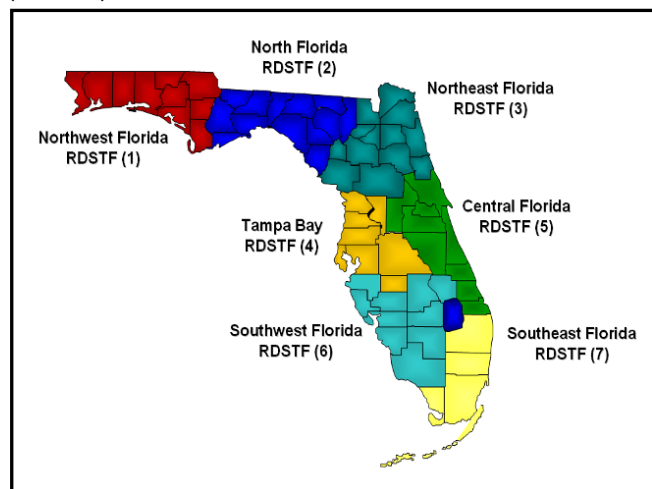 North Florida
RDSTF (2)
Northeast Florida
RDSTF (3)
Northwest Florida
RDSTF (1)
Central Florida
RDSTF (5)
Tampa Bay
RDSTF (4)
Southwest Florida
RDSTF (6)
Southeast Florida
RDSTF (7)